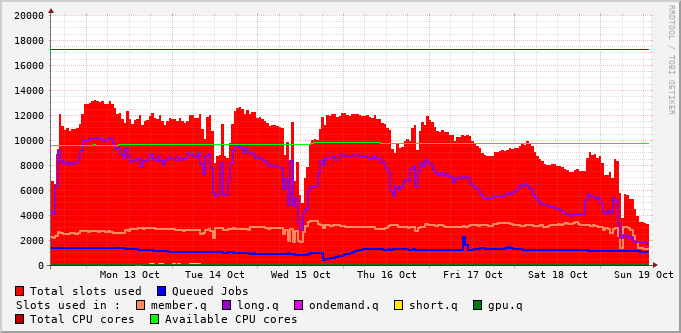 RRDTOOL / TOBI OETIKER
20000
18000
16000
14000
12000
10000
8000
6000
4000
2000
0
Mon 13 Oct Tue 14 Oct Wed 15 Oct Thu 16 Oct Fri 17 Oct Sat 18 Oct Sun 19 Oct
Total slots used Queued Jobs
Slots used in : member.q long.q ondemand.q short.q gpu.q
Total CPU cores Available CPU cores